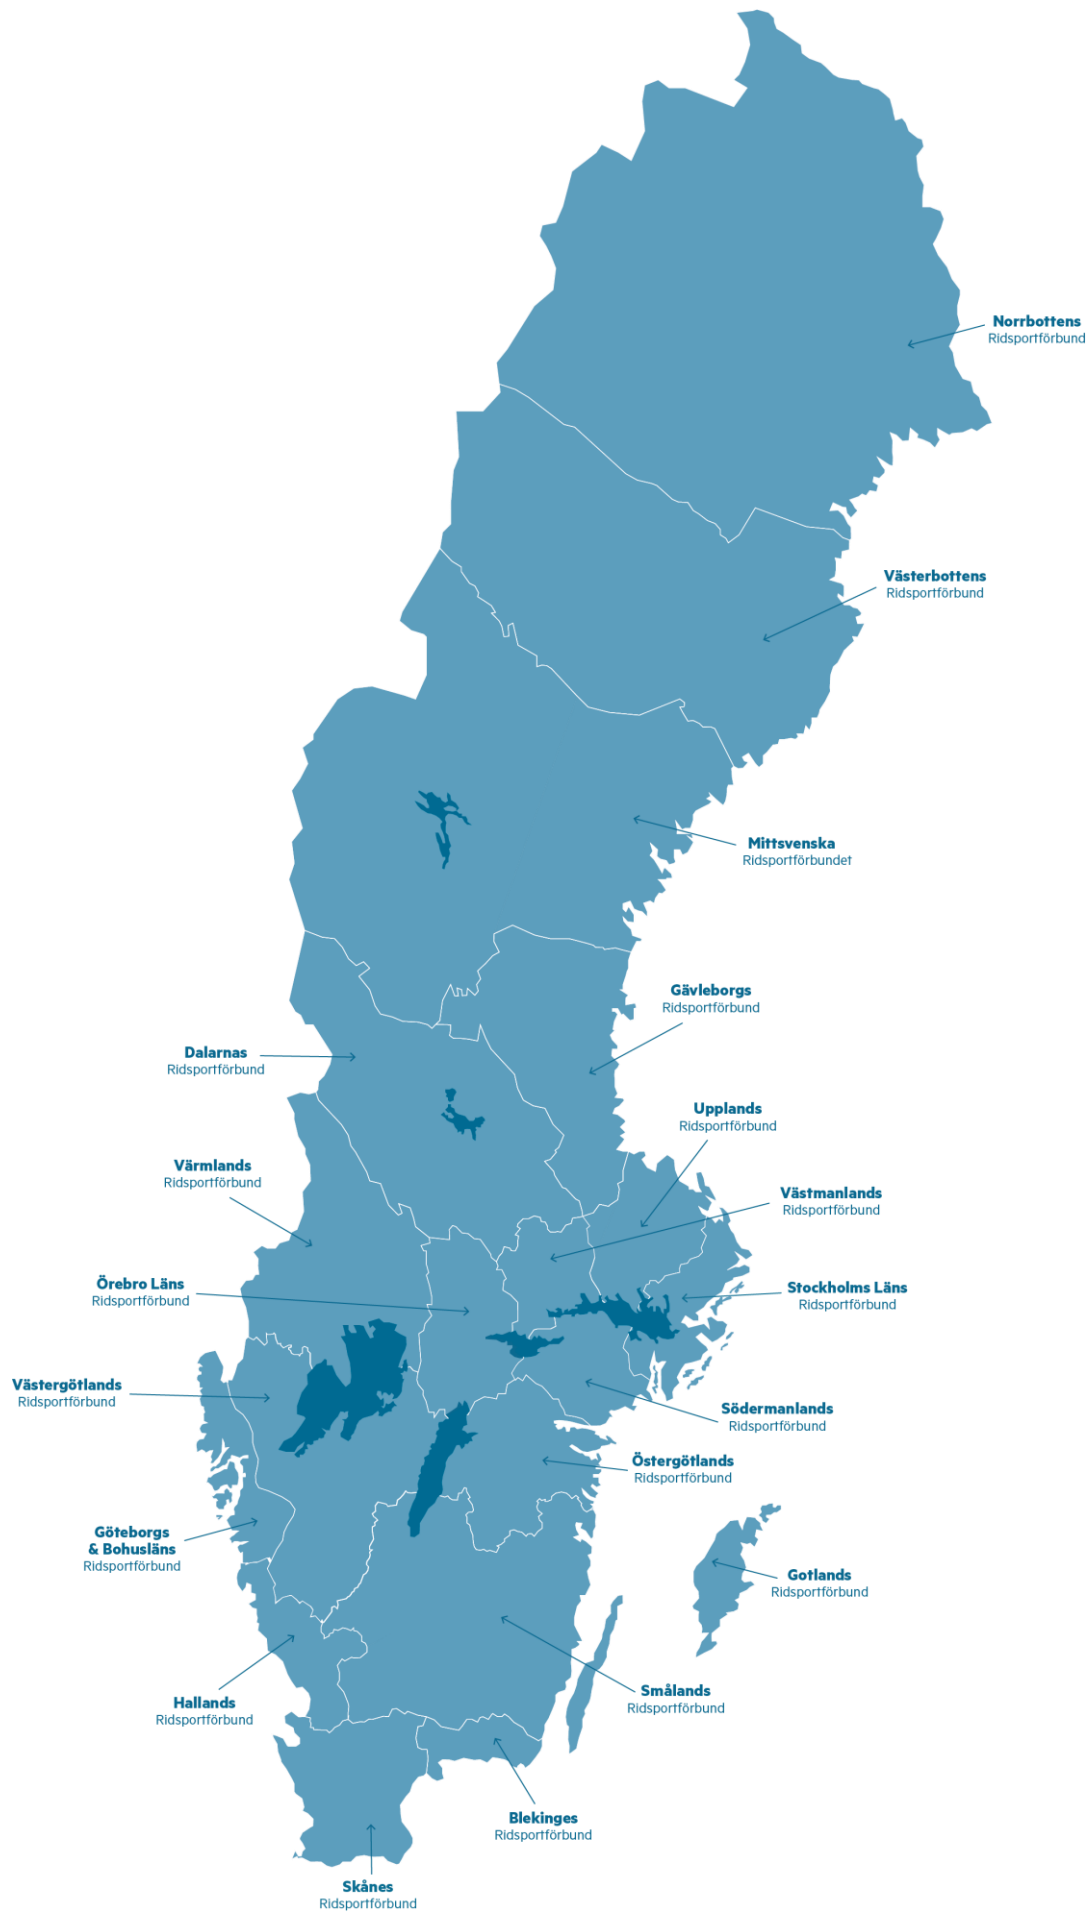 Norrbottens
Ridsportförbund
Västerbottens
Ridsportförbund
Mittsvenska
Ridsportförbundet
Gävleborgs
Ridsportförbund
Dalarnas
Ridsportförbund
Upplands
Ridsportförbund
Värmlands
Ridsportförbund
Västmanlands
Ridsportförbund
Örebro Läns
Ridsportförbund
Stockholms Läns
Ridsportförbund
Västergötlands
Ridsportförbund
Södermanlands
Ridsportförbund
Östergötlands
Ridsportförbund
Göteborgs
& Bohusläns
Ridsportförbund
Gotlands
Ridsportförbund
Smålands
Ridsportförbund
Hallands
Ridsportförbund
Blekinges
Ridsportförbund
Skånes
Ridsportförbund